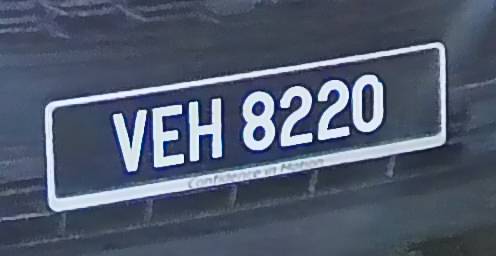 VEH 8220
Confidence in Motion